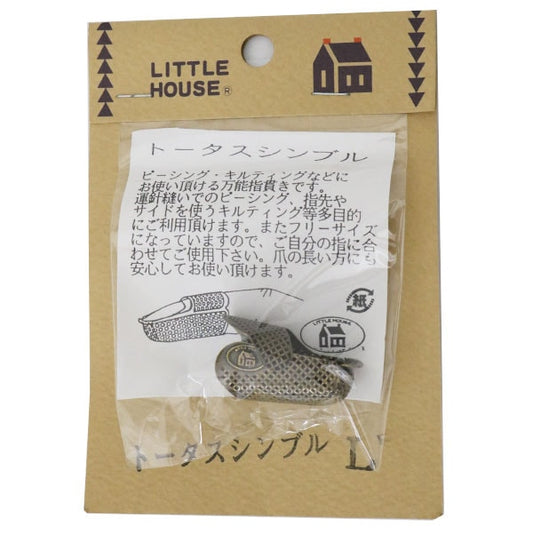 LITTLE
HOUSE®
トータスシンブル
ピーシング・キルティングなどに
お使い頂ける万能指貫きです。
運針縫いでのピーシング、指先や
サイドを使うキルティング等多目的
にご利用頂けます。またフリーサイズ
になっていますので、ご自分の指に合
わせてご使用下さい。爪の長い方にも
安心してお使い頂けます。
紙
LITTLE HOUSE
トータスシンブル